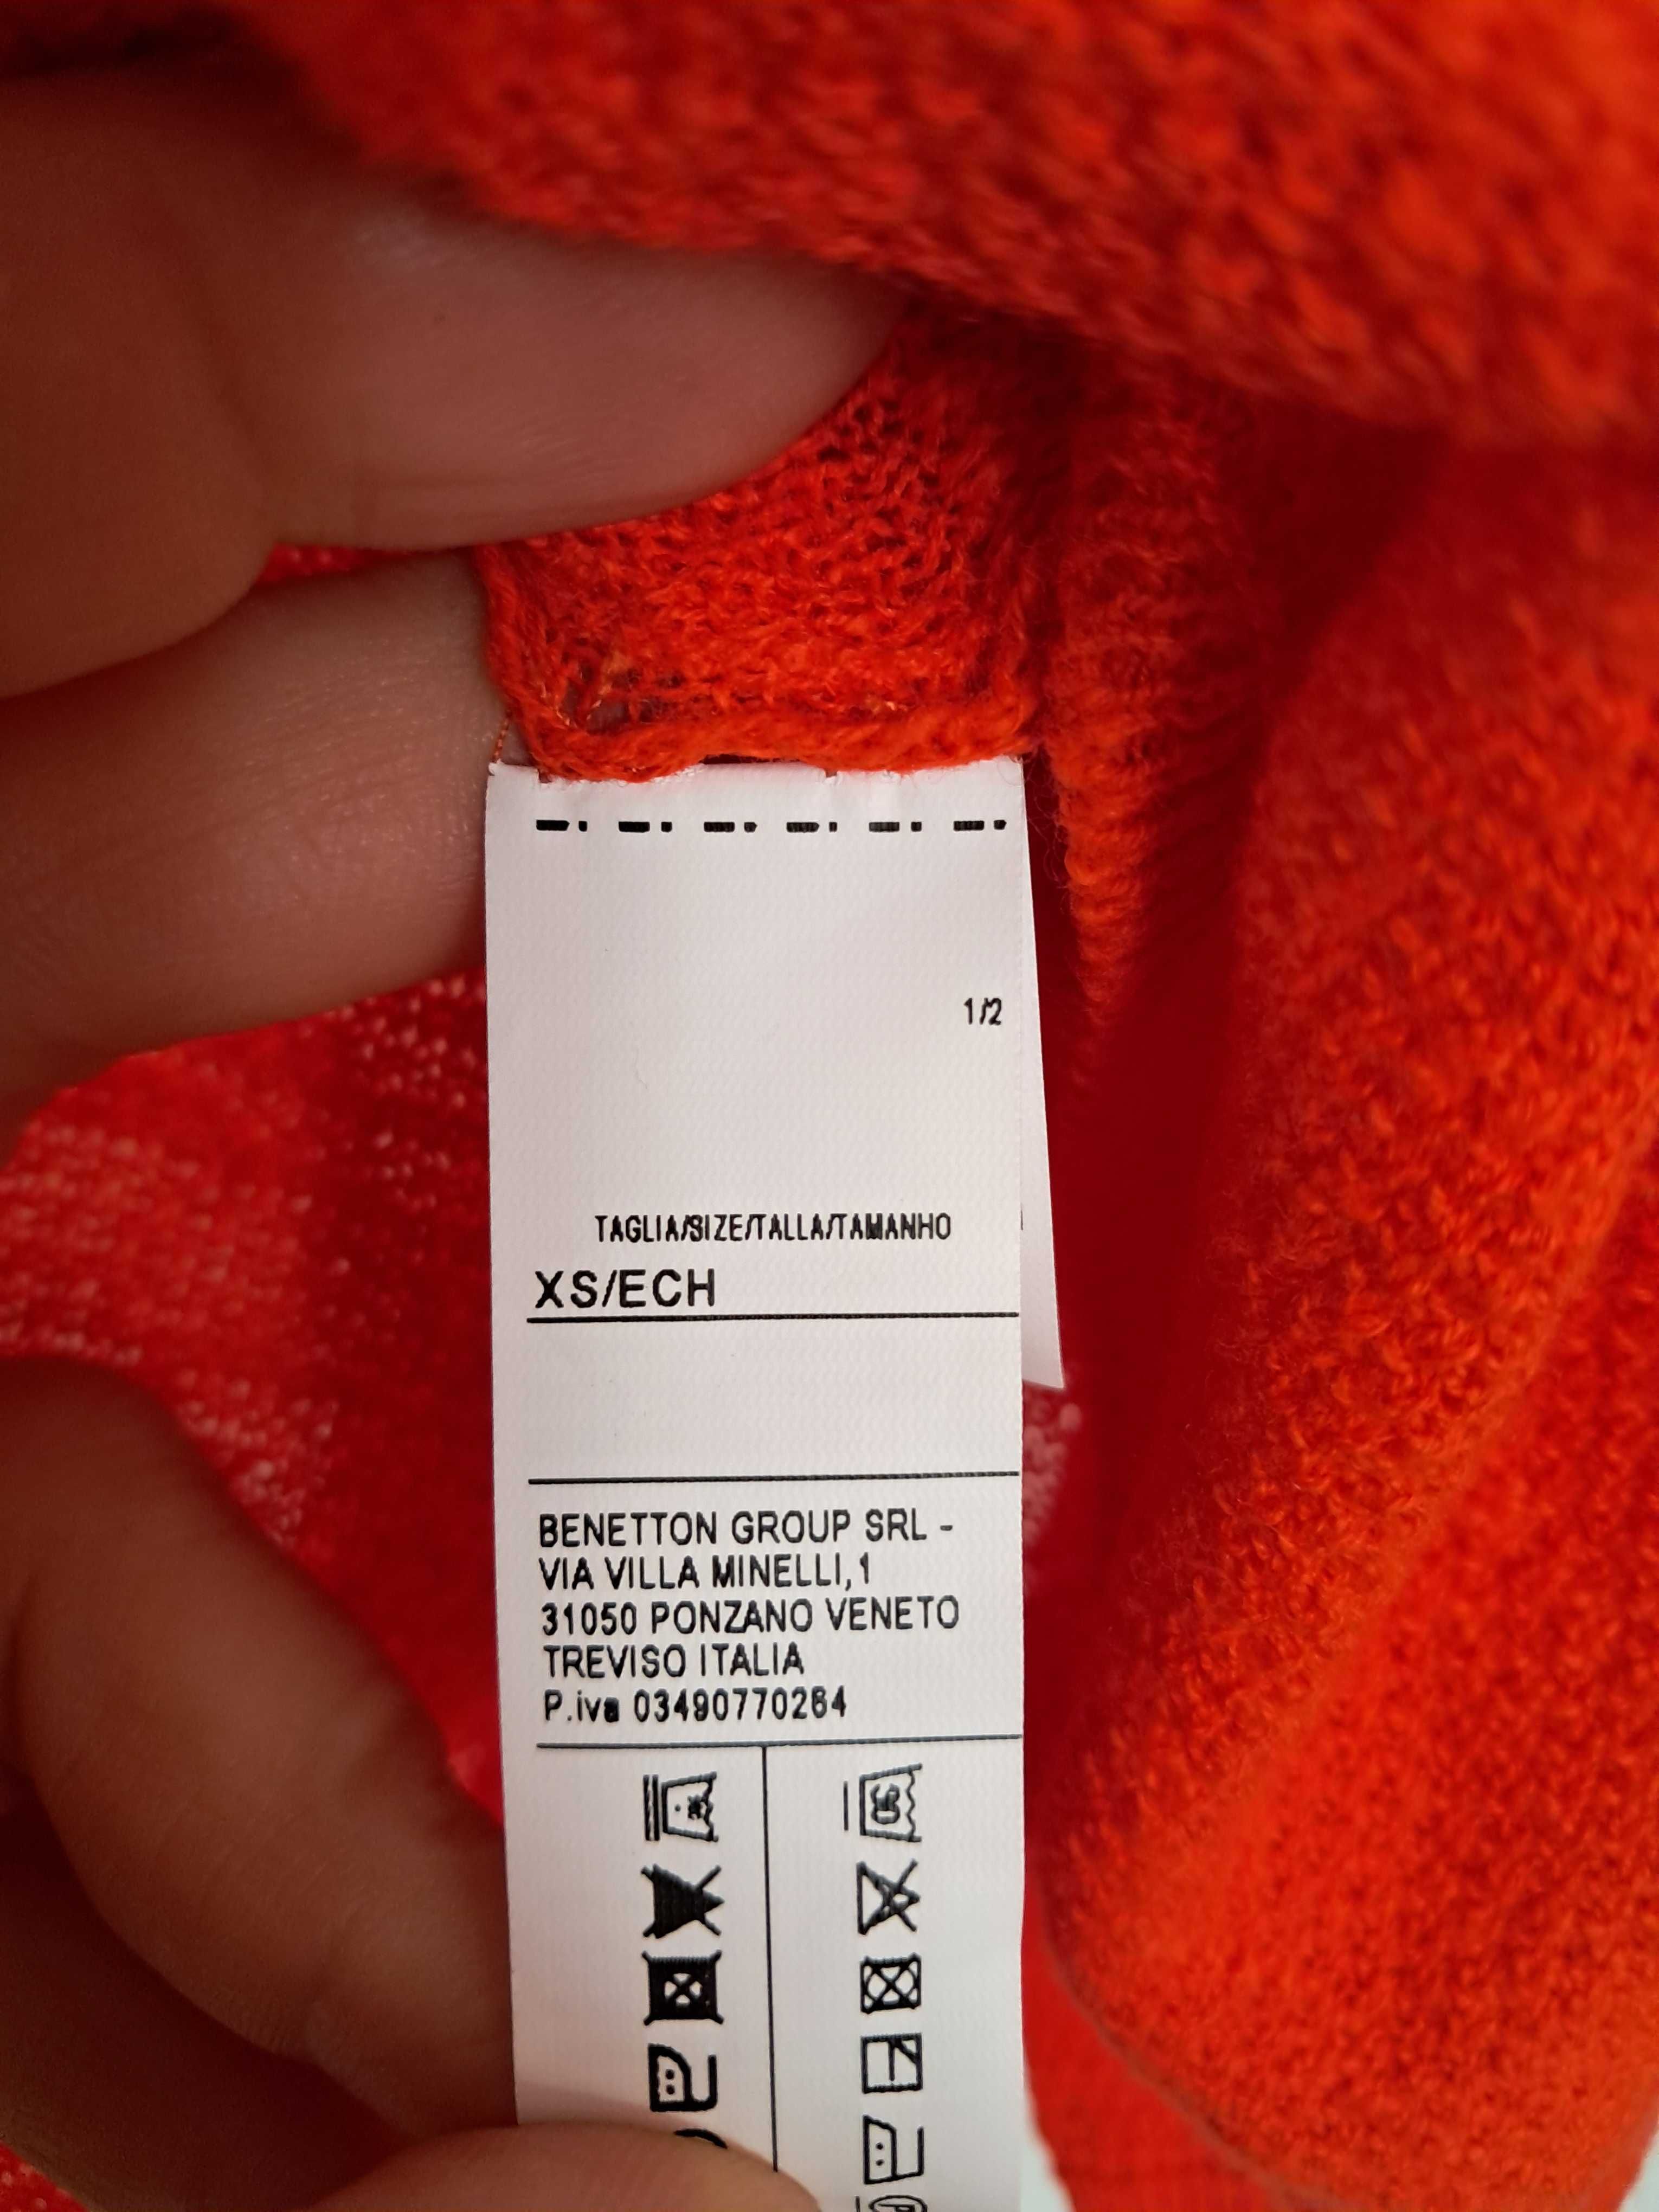 1/2
TAGLIA/SIZE/TALLA/TAMANHO
XS/ECH
BENETTON GROUP SRL -
VIA VILLA MINELLI,1
31050 PONZANO VENETO
TREVISO ITALIA
P.iva 03490770264